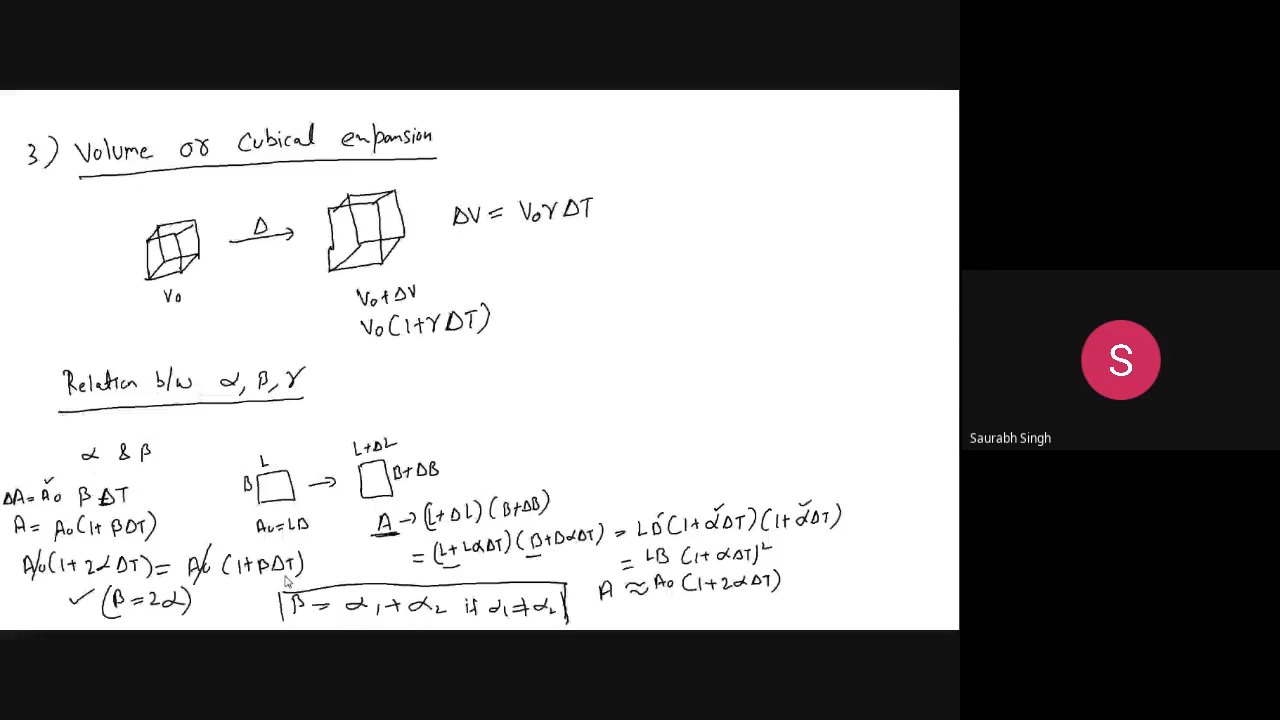 3) Volume or Cubical expansion
Δ
ΔV = V₀γΔT
V₀
V₀+ΔV
V₀(1+γΔT)
Relation b/w α, β, γ
α & β
ΔA = A₀ β ΔT
A = A₀(1+βΔT)
A₀(1+2αΔT) = A₀ (1+βΔT)
✓ (β=2α)
L
B
A₀=LB
→
L+ΔL
B+ΔB
A → (L+ΔL)(B+ΔB)
= (L+LαΔT)(B+BαΔT) = LB(1+αΔT)(1+αΔT)
= LB (1+αΔT)²
A ≈ A₀(1+2αΔT)
β = α₁+α₂ if α₁≠α₂
S
Saurabh Singh